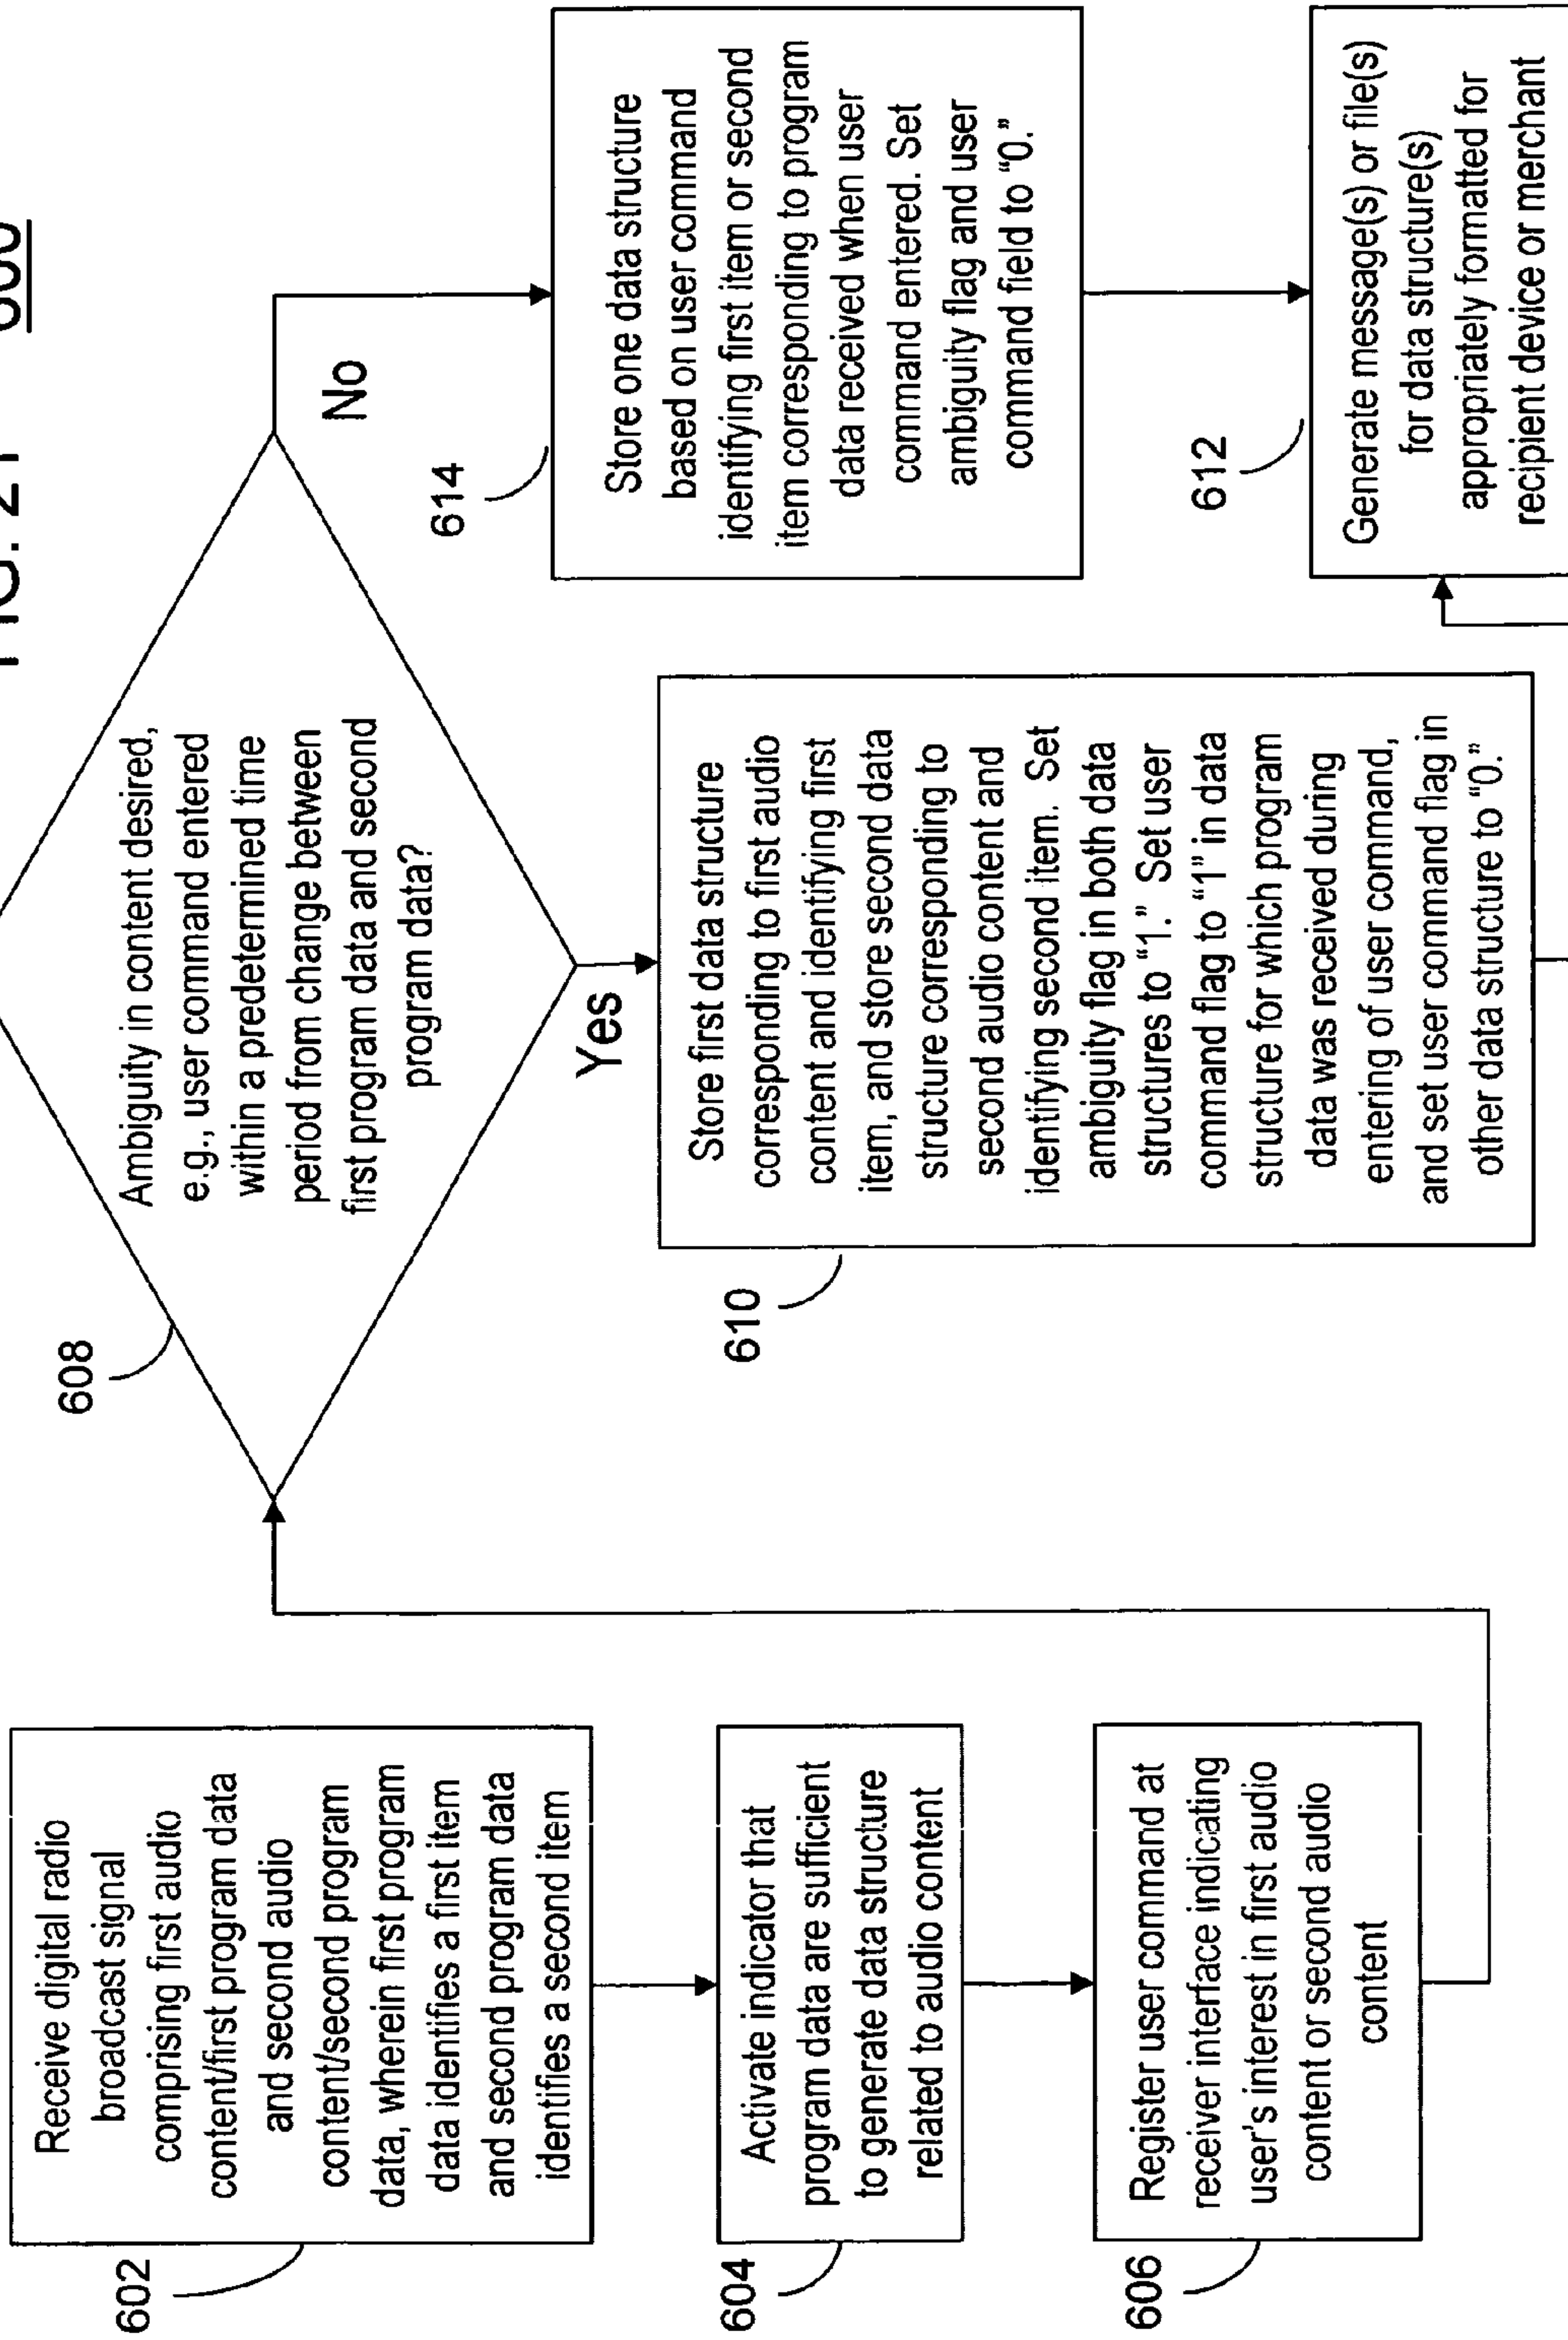 602
Receive digital radio
broadcast signal
comprising first audio
content/first program data
and second audio
content/second program
data, wherein first program
data identifies a first item
and second program data
identifies a second item
604
Activate indicator that
program data are sufficient
to generate data structure
related to audio content
606
Register user command at
receiver interface indicating
user's interest in first audio
content or second audio
content
608
Ambiguity in content desired,
e.g., user command entered
within a predetermined time
period from change between
first program data and second
program data?
Yes
No
610
Store first data structure
corresponding to first audio
content and identifying first
item, and store second data
structure corresponding to
second audio content and
identifying second item. Set
ambiguity flag in both data
structures to “1.” Set user
command flag to “1” in data
structure for which program
data was received during
entering of user command,
and set user command flag in
other data structure to “0.”
614
Store one data structure
based on user command
identifying first item or second
item corresponding to program
data received when user
command entered. Set
ambiguity flag and user
command field to “0.”
612
Generate message(s) or file(s)
for data structure(s)
appropriately formatted for
recipient device or merchant